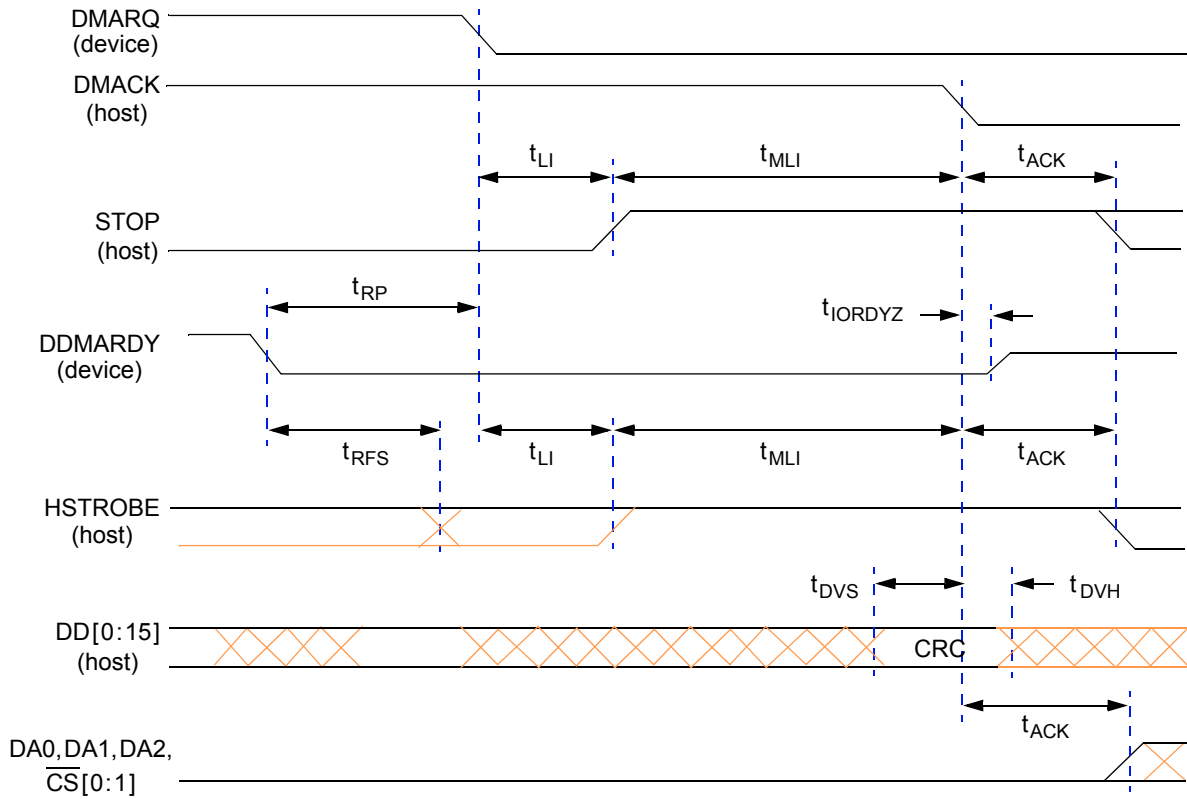 DMARQ
(device)
DMACK
(host)
tLI
tMLI
tACK
STOP
(host)
tRP
tIORDYZ
DDMARDY
(device)
tRFS
tLI
tMLI
tACK
HSTROBE
(host)
tDVS
tDVH
DD[0:15]
(host)
CRC
tACK
DA0,DA1,DA2,
C̅S̅[0:1]